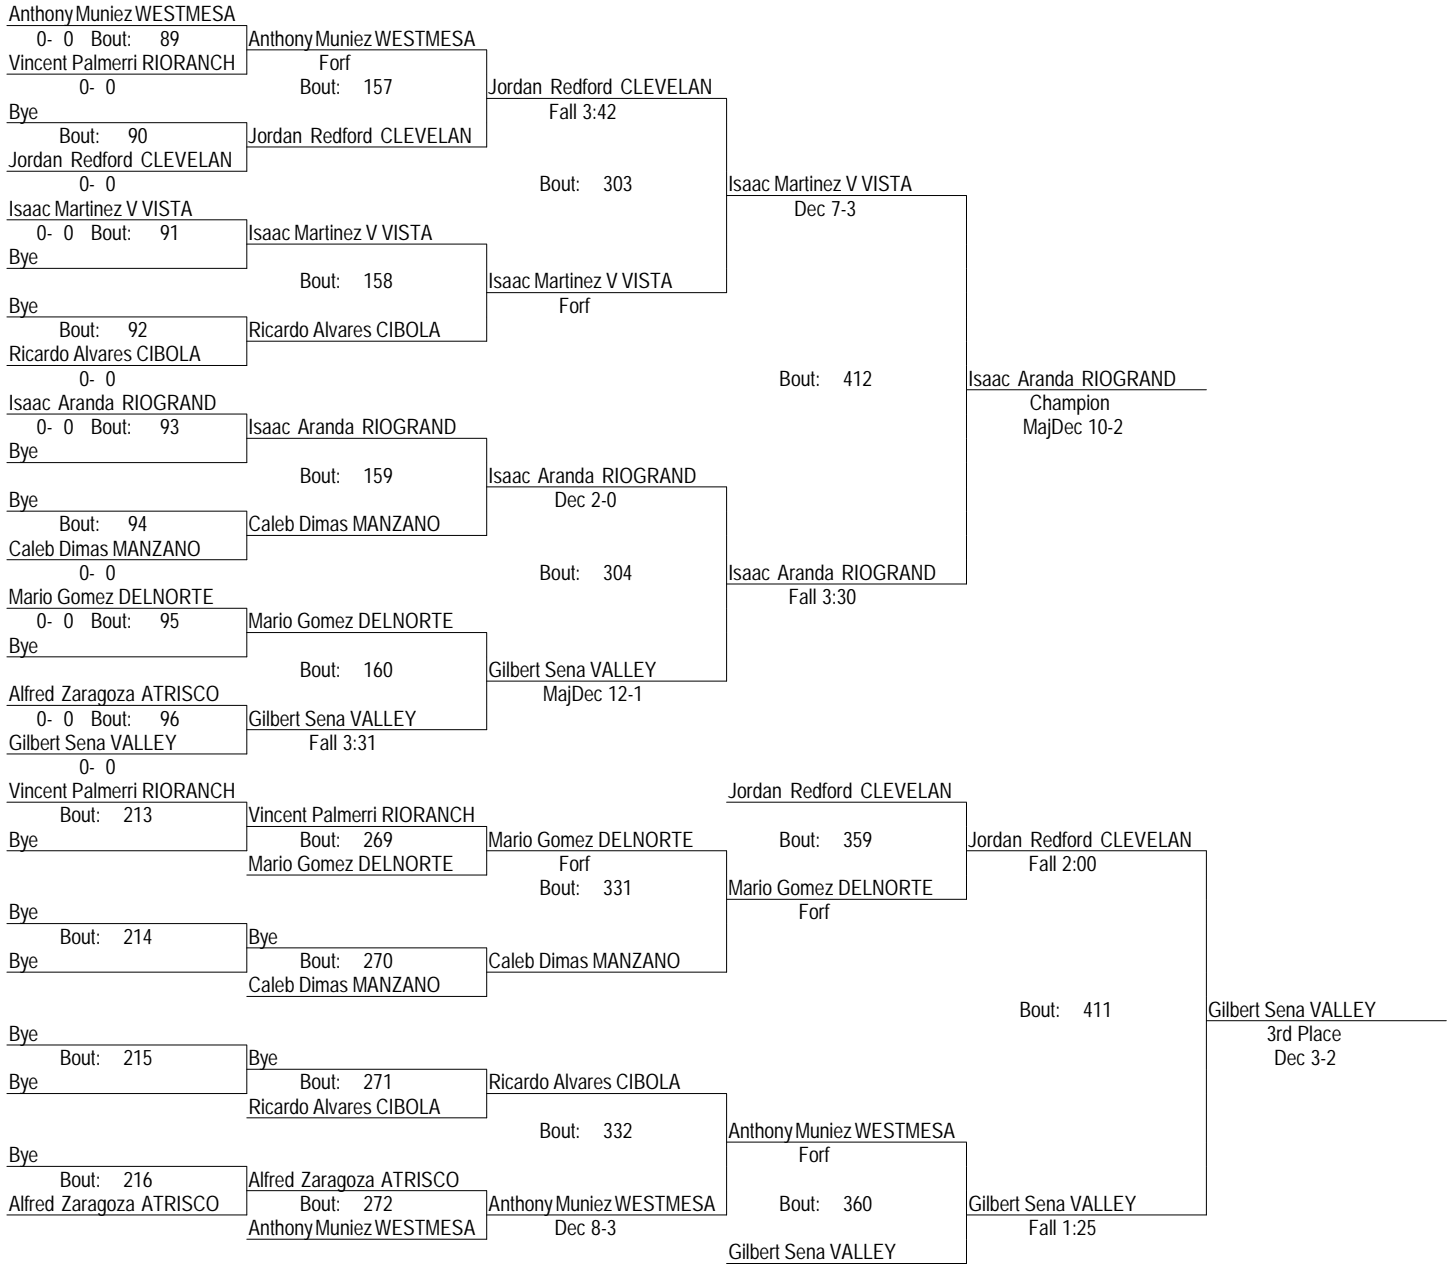 Anthony Muniez WESTMESA
0- 0 Bout: 89
Anthony Muniez WESTMESA
Vincent Palmerri RIORANCH
Forf
0- 0
Bout: 157
Jordan Redford CLEVELAN
Bye
Fall 3:42
Bout: 90
Jordan Redford CLEVELAN
Jordan Redford CLEVELAN
0- 0
Bout: 303
Isaac Martinez V VISTA
Isaac Martinez V VISTA
Dec 7-3
0- 0 Bout: 91
Isaac Martinez V VISTA
Bye
Bout: 158
Isaac Martinez V VISTA
Bye
Forf
Bout: 92
Ricardo Alvares CIBOLA
Ricardo Alvares CIBOLA
0- 0
Bout: 412
Isaac Aranda RIOGRAND
Isaac Aranda RIOGRAND
Champion
0- 0 Bout: 93
Isaac Aranda RIOGRAND
MajDec 10-2
Bye
Bout: 159
Isaac Aranda RIOGRAND
Bye
Dec 2-0
Bout: 94
Caleb Dimas MANZANO
Caleb Dimas MANZANO
0- 0
Bout: 304
Isaac Aranda RIOGRAND
Mario Gomez DELNORTE
Fall 3:30
0- 0 Bout: 95
Mario Gomez DELNORTE
Bye
Bout: 160
Gilbert Sena VALLEY
Alfred Zaragoza ATRISCO
MajDec 12-1
0- 0 Bout: 96
Gilbert Sena VALLEY
Gilbert Sena VALLEY
Fall 3:31
0- 0
Vincent Palmerri RIORANCH
Jordan Redford CLEVELAN
Bout: 213
Vincent Palmerri RIORANCH
Bye
Bout: 269
Mario Gomez DELNORTE
Bout: 359
Jordan Redford CLEVELAN
Mario Gomez DELNORTE
Forf
Fall 2:00
Bout: 331
Mario Gomez DELNORTE
Bye
Forf
Bout: 214
Bye
Bye
Bout: 270
Caleb Dimas MANZANO
Caleb Dimas MANZANO
Bout: 411
Gilbert Sena VALLEY
Bye
3rd Place
Bout: 215
Bye
Dec 3-2
Bye
Bout: 271
Ricardo Alvares CIBOLA
Ricardo Alvares CIBOLA
Bout: 332
Anthony Muniez WESTMESA
Bye
Forf
Bout: 216
Alfred Zaragoza ATRISCO
Alfred Zaragoza ATRISCO
Bout: 272
Anthony Muniez WESTMESA
Bout: 360
Gilbert Sena VALLEY
Anthony Muniez WESTMESA
Dec 8-3
Fall 1:25
Gilbert Sena VALLEY